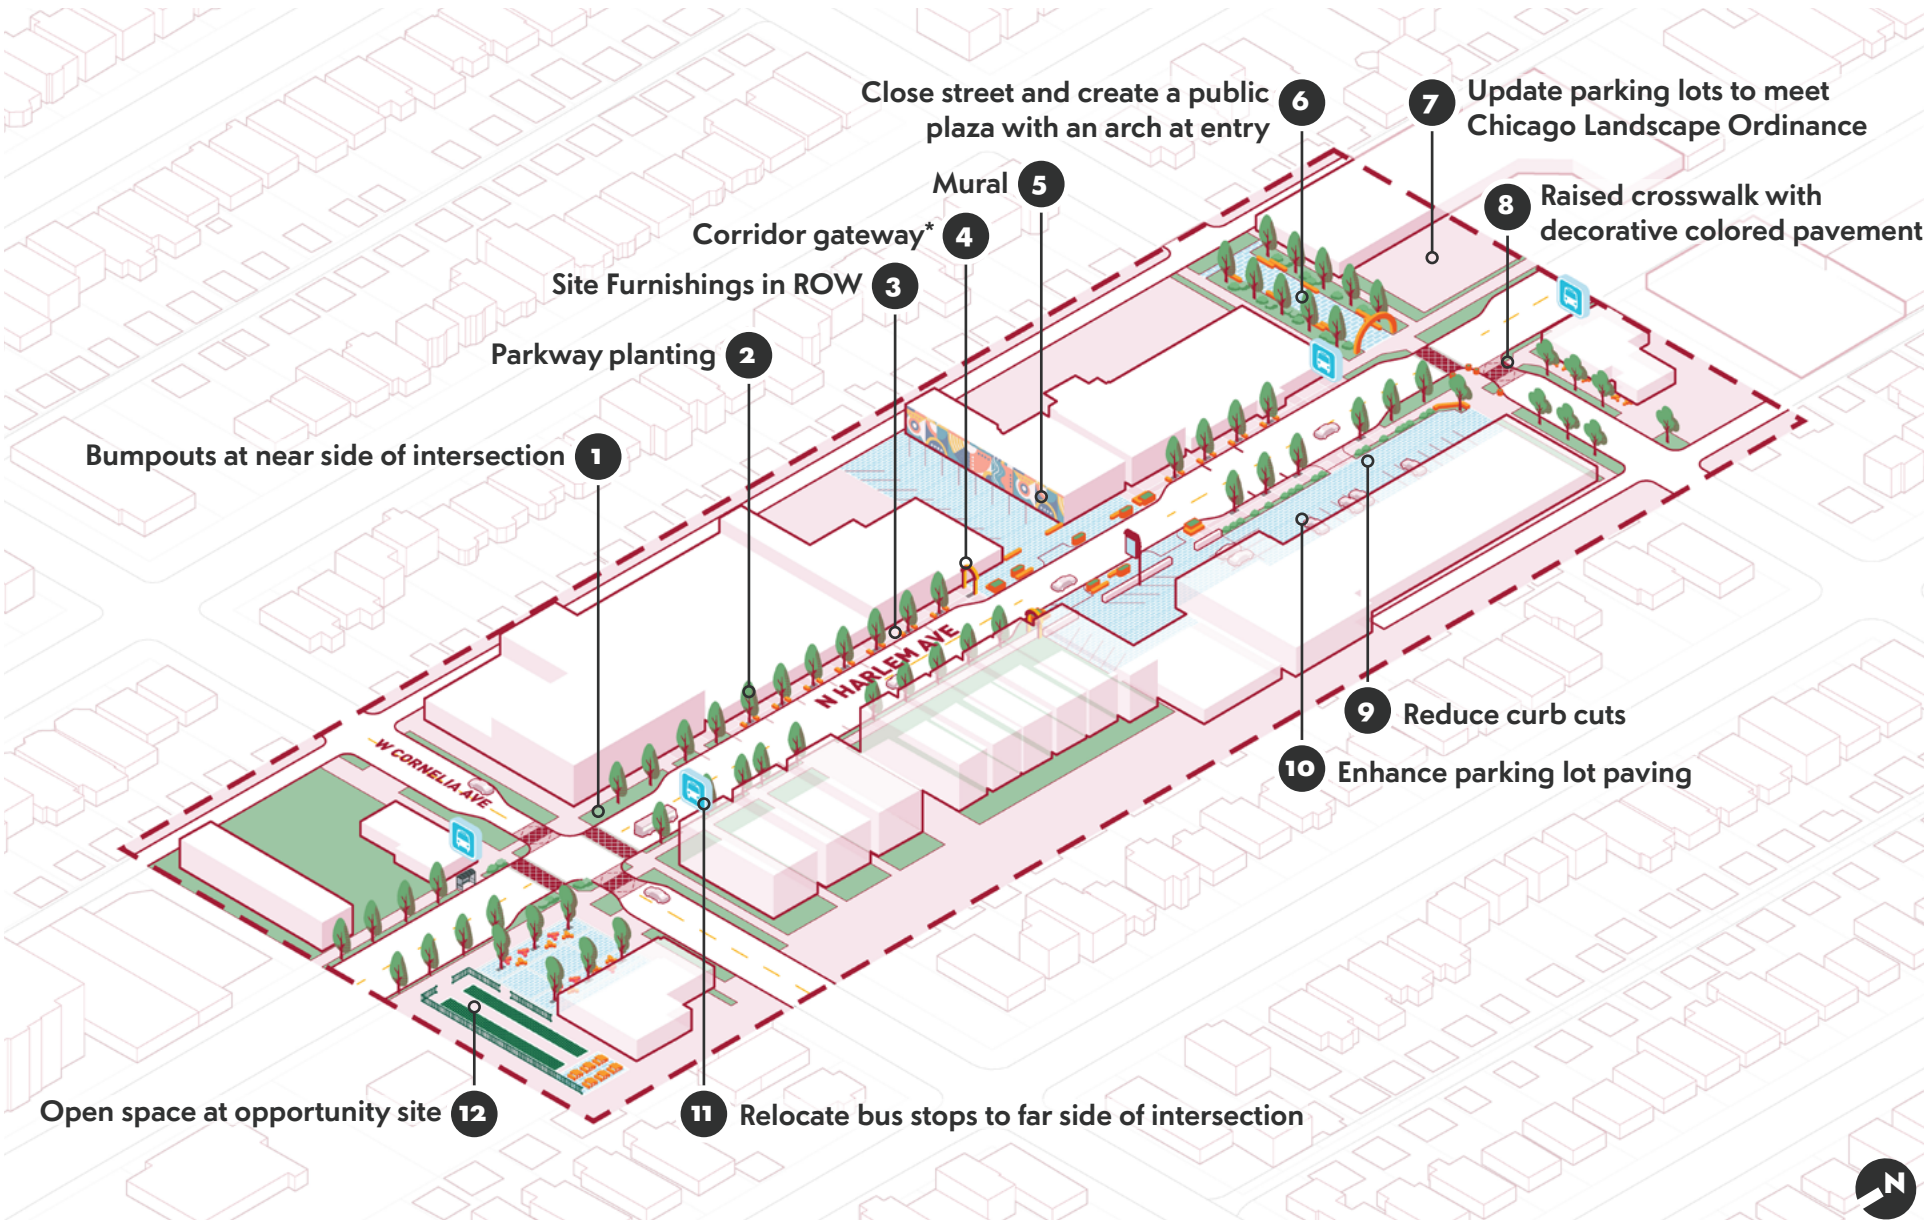 Close street and create a public
plaza with an arch at entry
6
7
Update parking lots to meet
Chicago Landscape Ordinance
Mural 5
8
Raised crosswalk with
decorative colored pavement
Corridor gateway* 4
Site Furnishings in ROW 3
Parkway planting 2
Bumpouts at near side of intersection 1
N HARLEM AVE
W CORNELIA AVE
9 Reduce curb cuts
10 Enhance parking lot paving
Open space at opportunity site 12
11 Relocate bus stops to far side of intersection
N